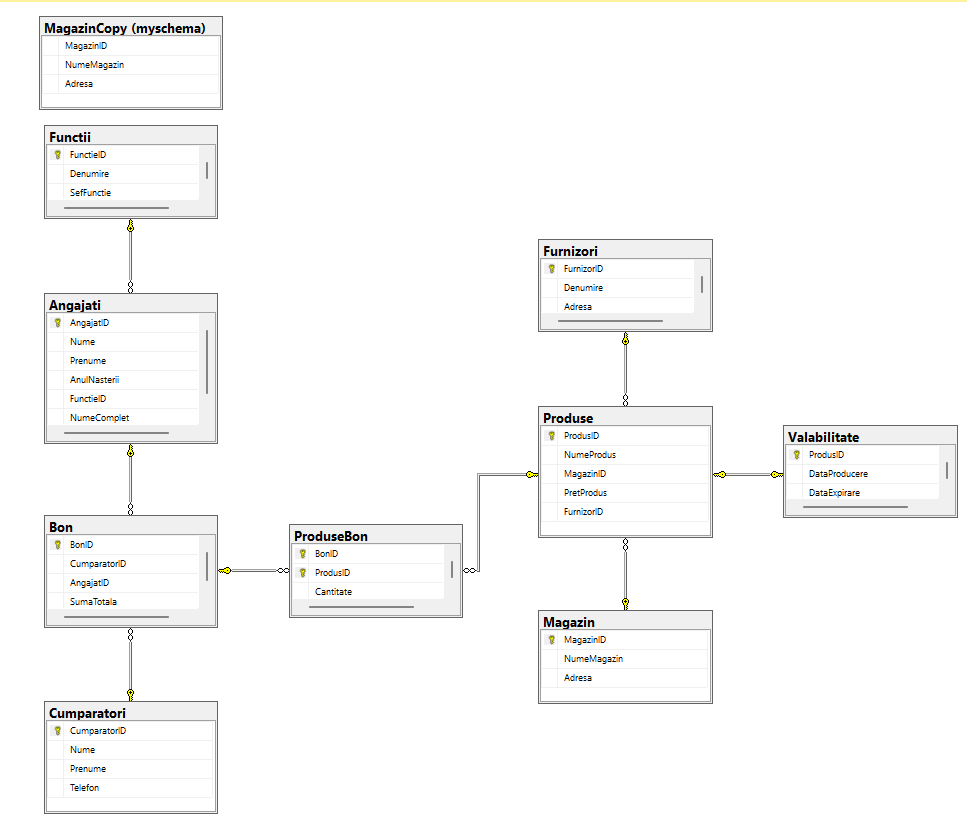 MagazinCopy (myschema)
MagazinID
NumeMagazin
Adresa
Functii
FunctieID
Denumire
SefFunctie
Angajati
AngajatID
Nume
Prenume
AnulNasterii
FunctieID
NumeComplet
Bon
BonID
CumparatorID
AngajatID
SumaTotala
Cumparatori
CumparatorID
Nume
Prenume
Telefon
ProduseBon
BonID
ProdusID
Cantitate
Furnizori
FurnizorID
Denumire
Adresa
Produse
ProdusID
NumeProdus
MagazinID
PretProdus
FurnizorID
Magazin
MagazinID
NumeMagazin
Adresa
Valabilitate
ProdusID
DataProducere
DataExpirare